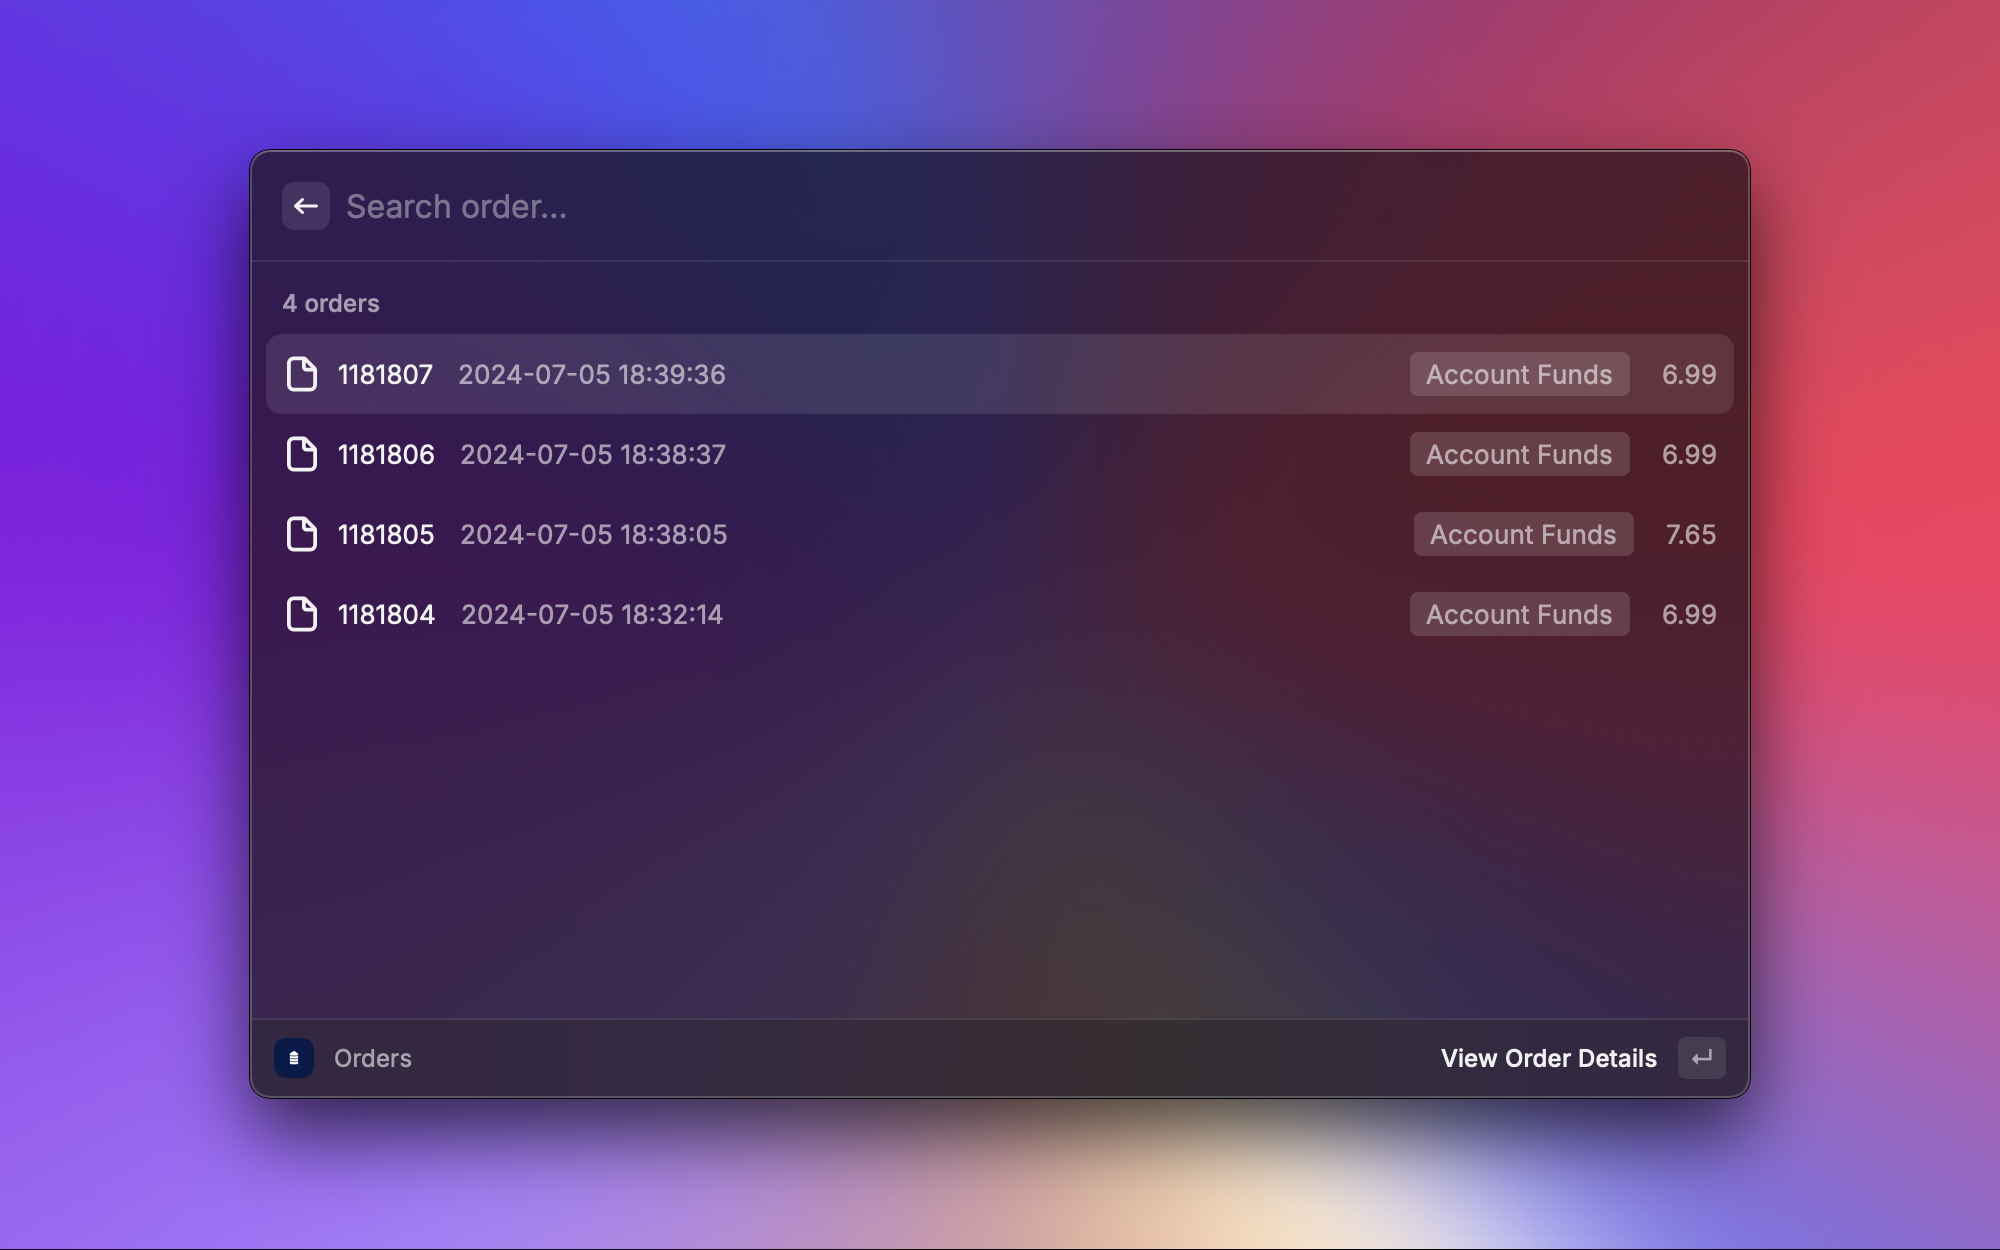 Search order...
4 orders
1181807 2024-07-05 18:39:36 Account Funds 6.99
1181806 2024-07-05 18:38:37 Account Funds 6.99
1181805 2024-07-05 18:38:05 Account Funds 7.65
1181804 2024-07-05 18:32:14 Account Funds 6.99
Orders View Order Details